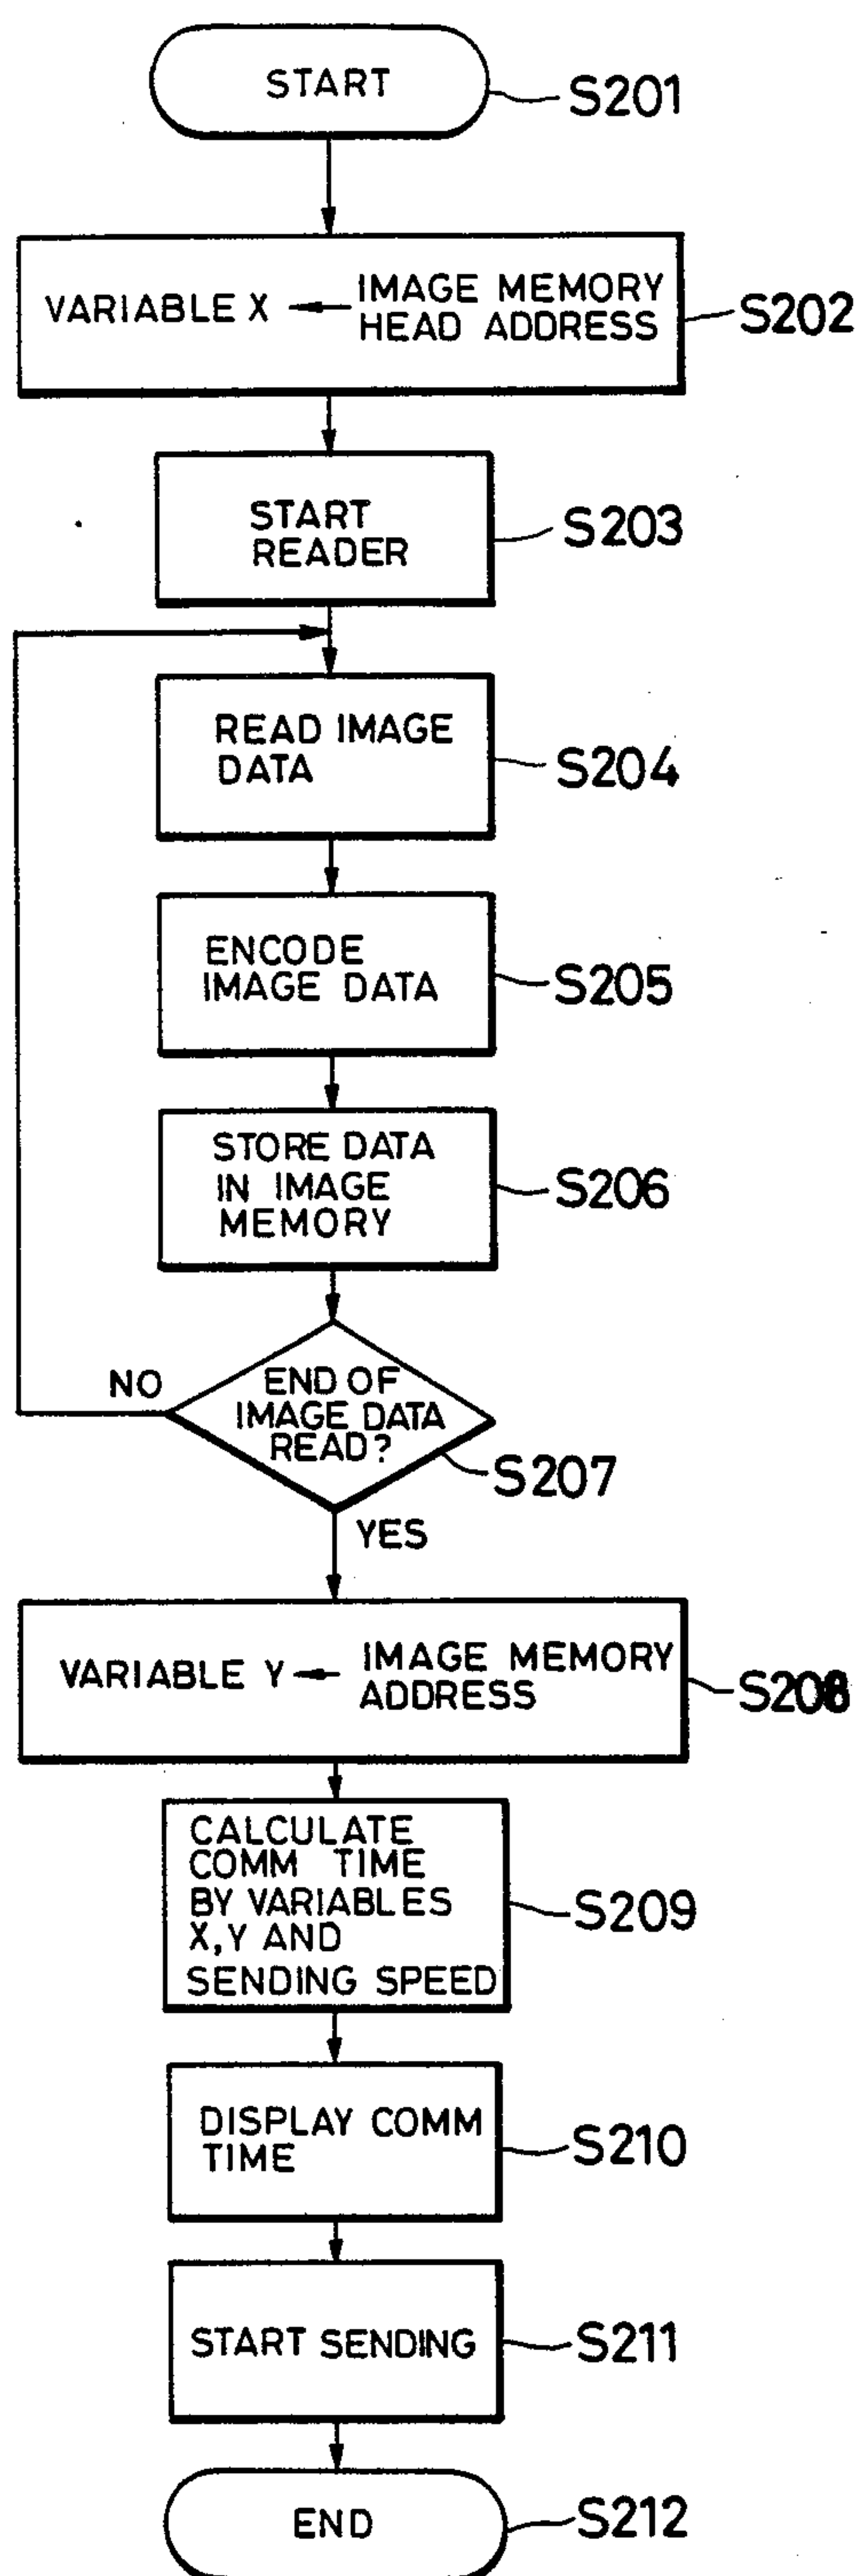 START
S201
VARIABLE X ← IMAGE MEMORY
HEAD ADDRESS
S202
START
READER
S203
READ IMAGE
DATA
S204
ENCODE
IMAGE DATA
S205
STORE DATA
IN IMAGE
MEMORY
S206
NO
END OF
IMAGE DATA
READ?
S207
YES
VARIABLE Y ← IMAGE MEMORY
ADDRESS
S208
CALCULATE
COMM TIME
BY VARIABLES
X,Y AND
SENDING SPEED
S209
DISPLAY COMM
TIME
S210
START SENDING
S211
END
S212